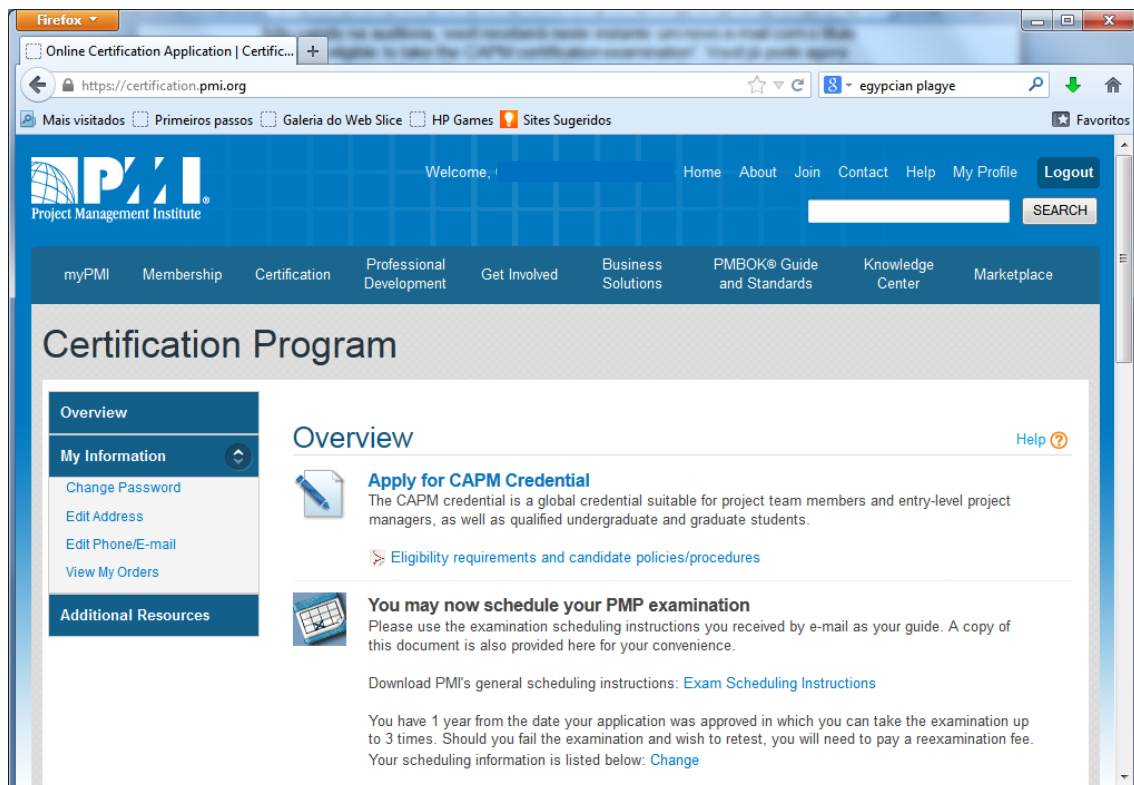 Firefox
Online Certification Application | Certific... +
https://certification.pmi.org
8 egypcian plagye
Mais visitados Primeiros passos Galeria do Web Slice HP Games Sites Sugeridos Favoritos
PMI®
Project Management Institute
Welcome,
Home About Join Contact Help My Profile Logout
SEARCH
myPMI Membership Certification Professional Development Get Involved Business Solutions PMBOK® Guide and Standards Knowledge Center Marketplace
Certification Program
Overview
My Information
Change Password
Edit Address
Edit Phone/E-mail
View My Orders
Additional Resources
Overview
Help ?
Apply for CAPM Credential
The CAPM credential is a global credential suitable for project team members and entry-level project
managers, as well as qualified undergraduate and graduate students.
Eligibility requirements and candidate policies/procedures
You may now schedule your PMP examination
Please use the examination scheduling instructions you received by e-mail as your guide. A copy of
this document is also provided here for your convenience.
Download PMI's general scheduling instructions: Exam Scheduling Instructions
You have 1 year from the date your application was approved in which you can take the examination up
to 3 times. Should you fail the examination and wish to retest, you will need to pay a reexamination fee.
Your scheduling information is listed below: Change